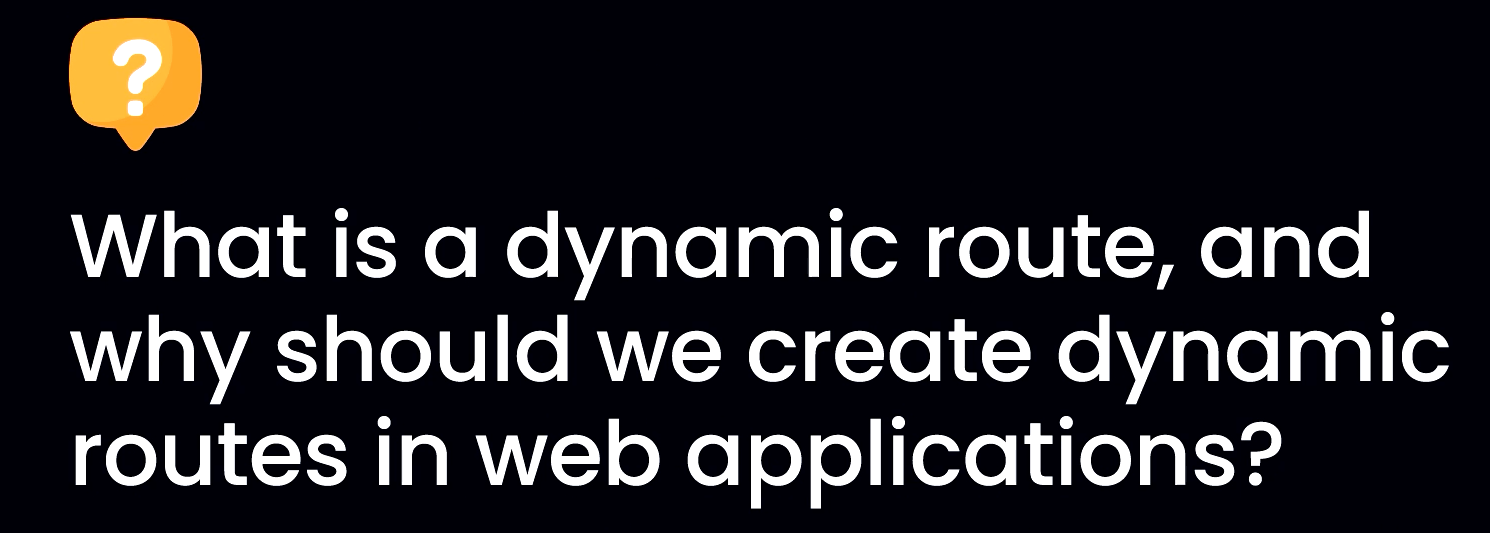 ?
What is a dynamic route, and
why should we create dynamic
routes in web applications?